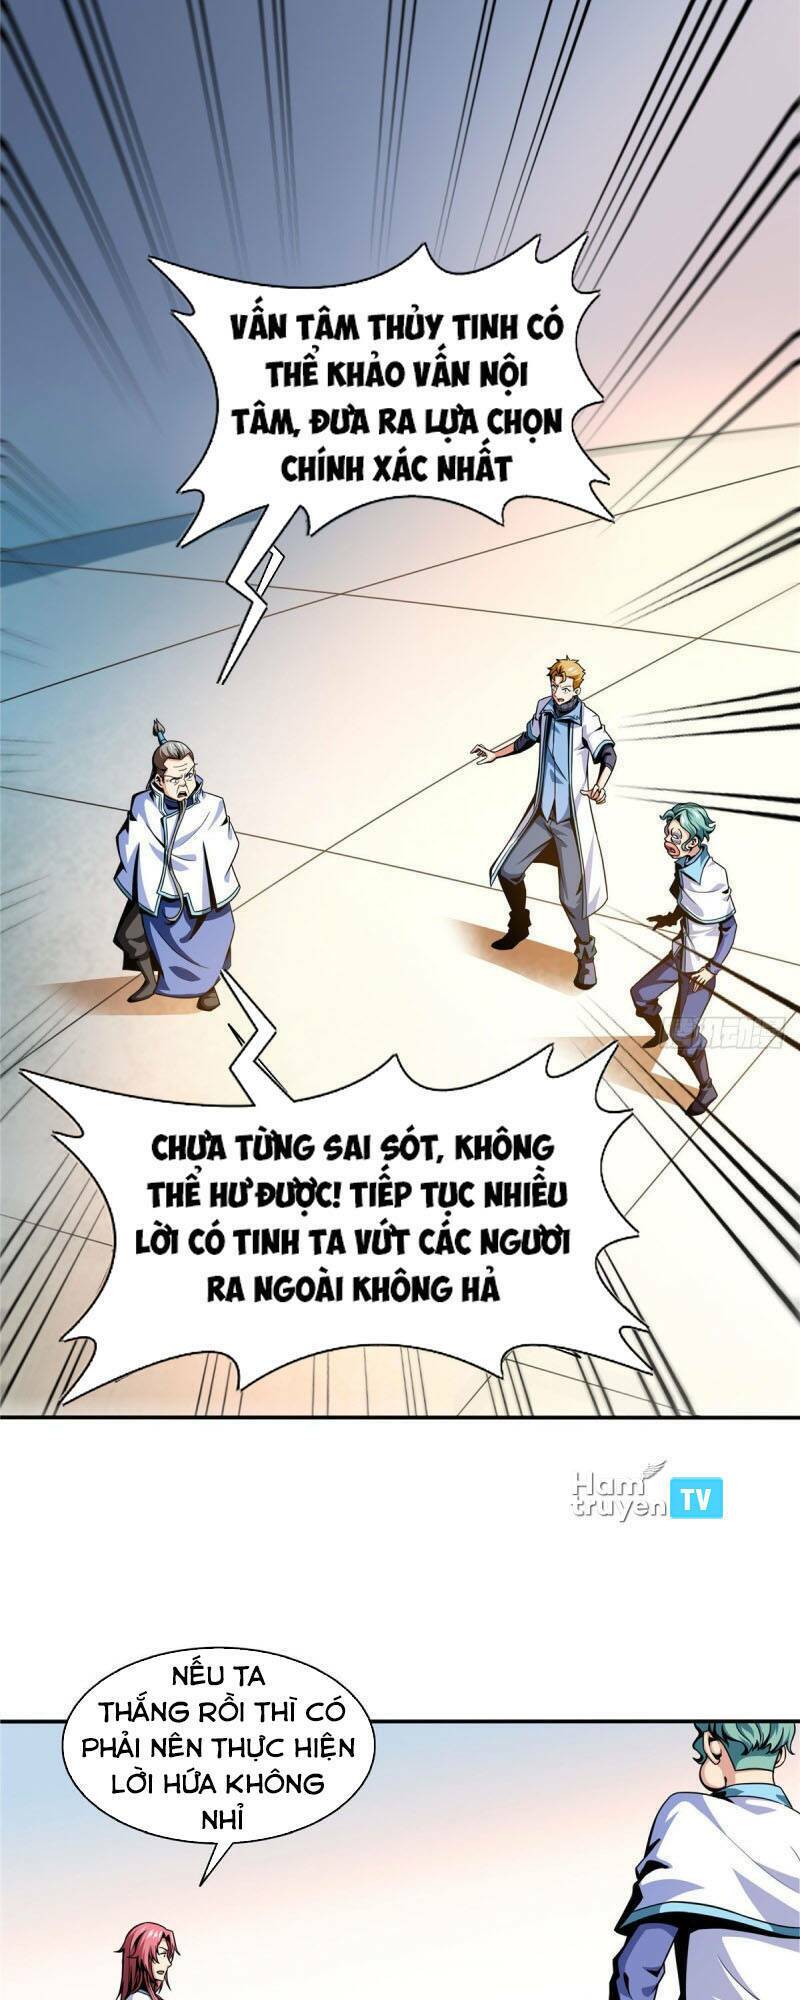 VẤN TÂM THỦY TINH CÓ
THỂ KHẢO VẤN NỘI
TÂM, ĐƯA RA LỰA CHỌN
CHÍNH XÁC NHẤT
CHƯA TỪNG SAI SÓT, KHÔNG
THỂ HƯ ĐƯỢC! TIẾP TỤC NHIỀU
LỜI CÓ TINH TA VỨT CÁC NGƯƠI
RA NGOÀI KHÔNG HẢ
Ham
truyen TV
NẾU TA
THẮNG RỒI THÌ CÓ
PHẢI NÊN THỰC HIỆN
LỜI HỨA KHÔNG
NHỈ